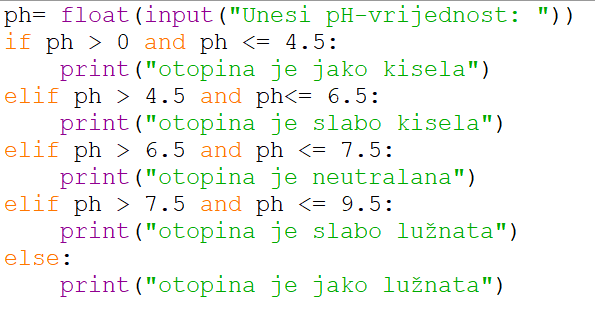 ph= float(input("Unesi pH-vrijednost: "))
if ph > 0 and ph <= 4.5:
    print("otopina je jako kisela")
elif ph > 4.5 and ph<= 6.5:
    print("otopina je slabo kisela")
elif ph > 6.5 and ph <= 7.5:
    print("otopina je neutralana")
elif ph > 7.5 and ph <= 9.5:
    print("otopina je slabo lužnata")
else:
    print("otopina je jako lužnata")